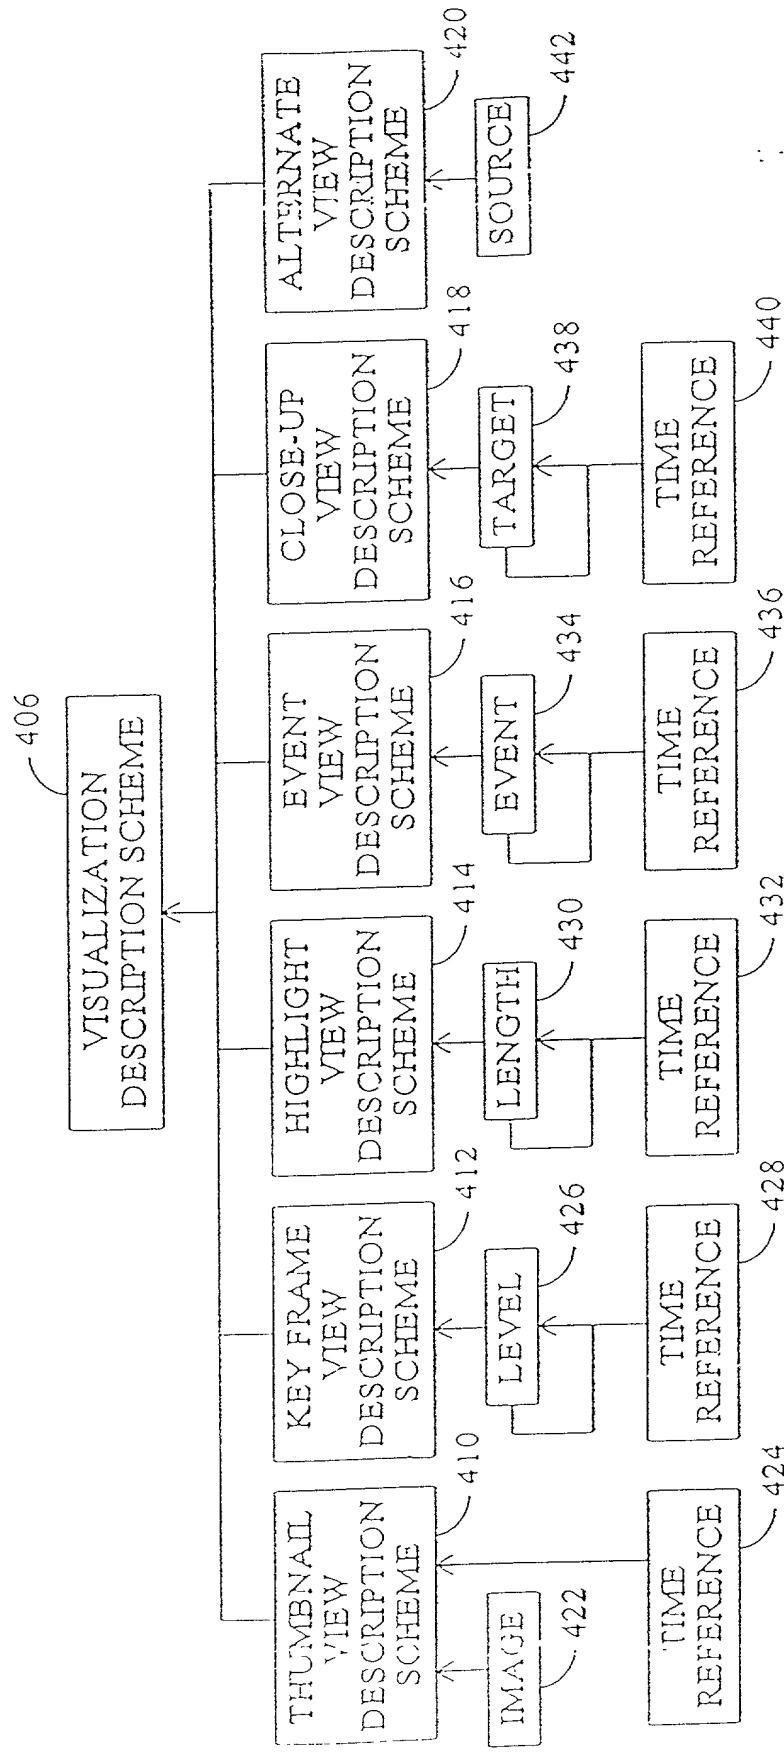 VISUALIZATION
DESCRIPTION SCHEME
406
THUMBNAIL
VIEW
DESCRIPTION
SCHEME
410
KEY FRAME
VIEW
DESCRIPTION
SCHEME
412
HIGHLIGHT
VIEW
DESCRIPTION
SCHEME
414
EVENT
VIEW
DESCRIPTION
SCHEME
416
CLOSE-UP
VIEW
DESCRIPTION
SCHEME
418
ALTERNATE
VIEW
DESCRIPTION
SCHEME
420
IMAGE
422
LEVEL
426
LENGTH
430
EVENT
434
TARGET
438
SOURCE
442
TIME
REFERENCE
424
TIME
REFERENCE
428
TIME
REFERENCE
432
TIME
REFERENCE
436
TIME
REFERENCE
440